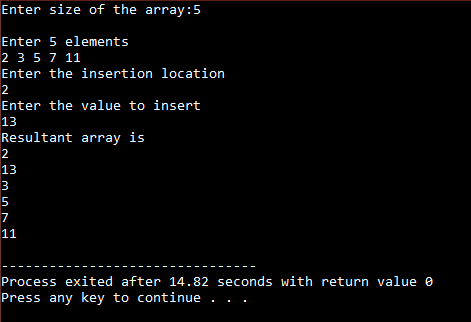 Enter size of the array:5
Enter 5 elements
2 3 5 7 11
Enter the insertion location
2
Enter the value to insert
13
Resultant array is
2
13
3
5
7
11
--------------------------------
Process exited after 14.82 seconds with return value 0
Press any key to continue . . .